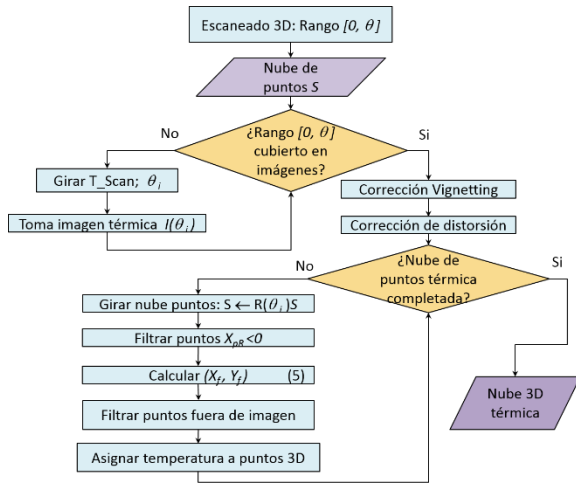 Escaneado 3D: Rango [0, θ]
Nube de
puntos S
¿Rango [0, θ]
cubierto en
imágenes?
No
Si
Girar T_Scan; θi
Toma imagen térmica I(θi)
Corrección Vignetting
Corrección de distorsión
¿Nube de
puntos térmica
completada?
No
Si
Girar nube puntos: S ← R(θi)S
Filtrar puntos XpR<0
Calcular (Xf, Yf) (5)
Filtrar puntos fuera de imagen
Asignar temperatura a puntos 3D
Nube 3D
térmica